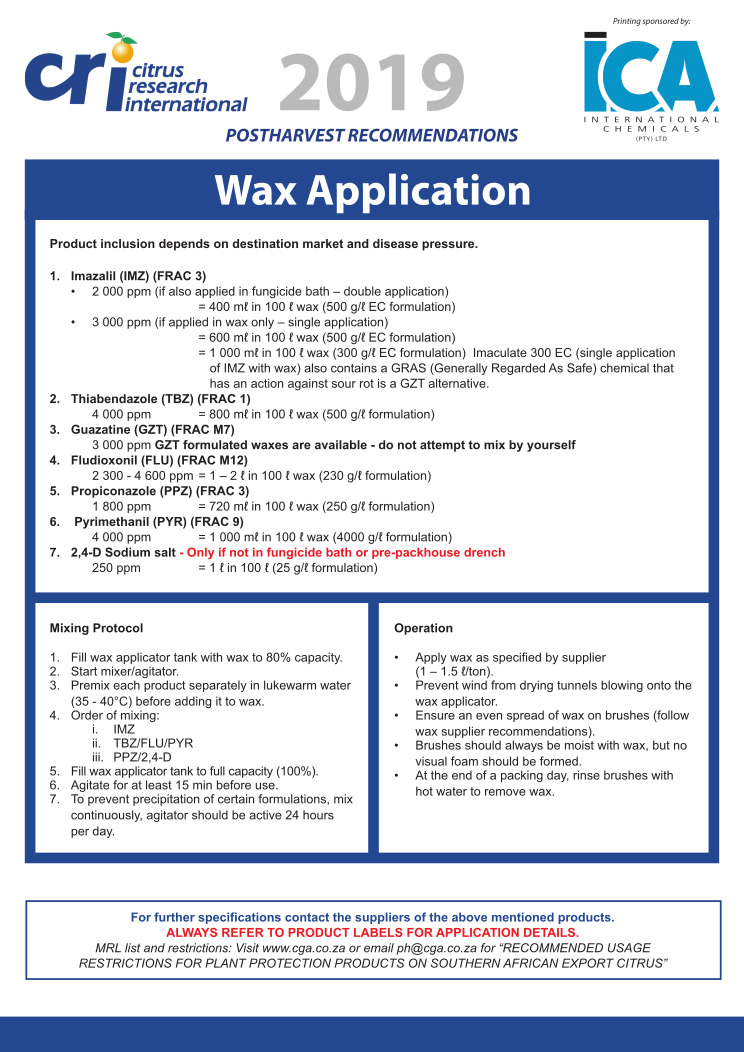 Printing sponsored by:
cri citrus
research
international
2019
ICA
INTERNATIONAL
CHEMICALS
(PTY) LTD
POSTHARVEST RECOMMENDATIONS
Wax Application
Product inclusion depends on destination market and disease pressure.
1. Imazalil (IMZ) (FRAC 3)
• 2 000 ppm (if also applied in fungicide bath – double application)
= 400 mℓ in 100 ℓ wax (500 g/ℓ EC formulation)
• 3 000 ppm (if applied in wax only – single application)
= 600 mℓ in 100 ℓ wax (500 g/ℓ EC formulation)
= 1 000 mℓ in 100 ℓ wax (300 g/ℓ EC formulation) Imaculate 300 EC (single application
of IMZ with wax) also contains a GRAS (Generally Regarded As Safe) chemical that
has an action against sour rot is a GZT alternative.
2. Thiabendazole (TBZ) (FRAC 1)
4 000 ppm = 800 mℓ in 100 ℓ wax (500 g/ℓ formulation)
3. Guazatine (GZT) (FRAC M7)
3 000 ppm GZT formulated waxes are available - do not attempt to mix by yourself
4. Fludioxonil (FLU) (FRAC M12)
2 300 - 4 600 ppm = 1 – 2 ℓ in 100 ℓ wax (230 g/ℓ formulation)
5. Propiconazole (PPZ) (FRAC 3)
1 800 ppm = 720 mℓ in 100 ℓ wax (250 g/ℓ formulation)
6. Pyrimethanil (PYR) (FRAC 9)
4 000 ppm = 1 000 mℓ in 100 ℓ wax (4000 g/ℓ formulation)
7. 2,4-D Sodium salt - Only if not in fungicide bath or pre-packhouse drench
250 ppm = 1 ℓ in 100 ℓ (25 g/ℓ formulation)
Mixing Protocol
1. Fill wax applicator tank with wax to 80% capacity.
2. Start mixer/agitator.
3. Premix each product separately in lukewarm water
(35 - 40°C) before adding it to wax.
4. Order of mixing:
i. IMZ
ii. TBZ/FLU/PYR
iii. PPZ/2,4-D
5. Fill wax applicator tank to full capacity (100%).
6. Agitate for at least 15 min before use.
7. To prevent precipitation of certain formulations, mix
continuously, agitator should be active 24 hours
per day.
Operation
• Apply wax as specified by supplier
(1 – 1.5 ℓ/ton).
• Prevent wind from drying tunnels blowing onto the
wax applicator.
• Ensure an even spread of wax on brushes (follow
wax supplier recommendations).
• Brushes should always be moist with wax, but no
visual foam should be formed.
• At the end of a packing day, rinse brushes with
hot water to remove wax.
For further specifications contact the suppliers of the above mentioned products.
ALWAYS REFER TO PRODUCT LABELS FOR APPLICATION DETAILS.
MRL list and restrictions: Visit www.cga.co.za or email ph@cga.co.za for “RECOMMENDED USAGE
RESTRICTIONS FOR PLANT PROTECTION PRODUCTS ON SOUTHERN AFRICAN EXPORT CITRUS”